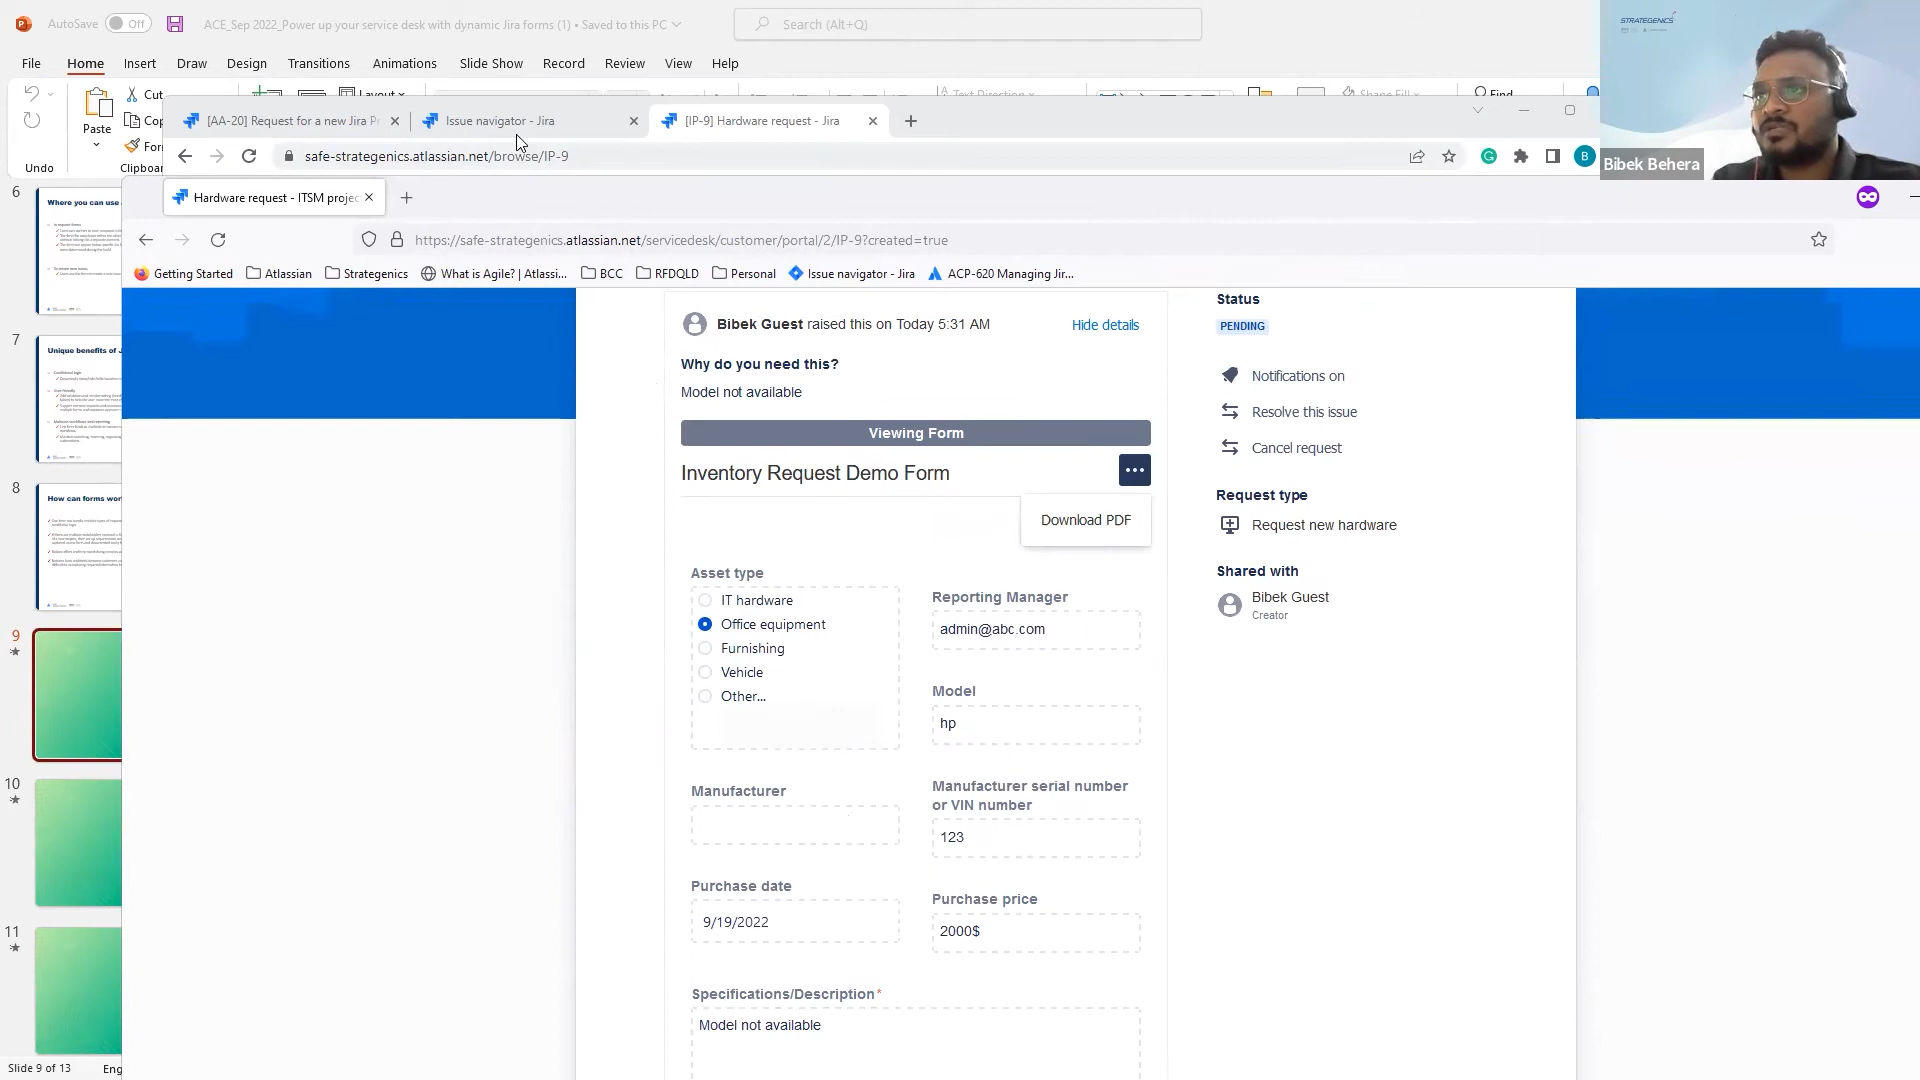 AutoSave Off ACE_Sep 2022_Power up your service desk with dynamic Jira forms (1) • Saved to this PC Search (Alt+Q)
File Home Insert Draw Design Transitions Animations Slide Show Record Review View Help
Cut
Layout
Text Direction
Shape Fill
Find
Paste
Undo
Clipboar
STRATEGENICS
Bibek Behera
[AA-20] Request for a new Jira P
Issue navigator - Jira
[IP-9] Hardware request - Jira
safe-strategenics.atlassian.net/browse/IP-9
B
Hardware request - ITSM projec
https://safe-strategenics.atlassian.net/servicedesk/customer/portal/2/IP-9?created=true
Getting Started Atlassian Strategenics What is Agile? | Atlassi... BCC RFDQLD Personal Issue navigator - Jira ACP-620 Managing Jir...
6
Where you can use
7
Unique benefits of J
8
How can forms wor
9
10
11
Bibek Guest raised this on Today 5:31 AM
Hide details
Why do you need this?
Model not available
Viewing Form
Inventory Request Demo Form
Download PDF
Asset type
IT hardware
Office equipment
Furnishing
Vehicle
Other...
Reporting Manager
admin@abc.com
Model
hp
Manufacturer
Manufacturer serial number
or VIN number
123
Purchase date
9/19/2022
Purchase price
2000$
Specifications/Description*
Model not available
Status
PENDING
Notifications on
Resolve this issue
Cancel request
Request type
Request new hardware
Shared with
Bibek Guest
Creator
Slide 9 of 13 Eng